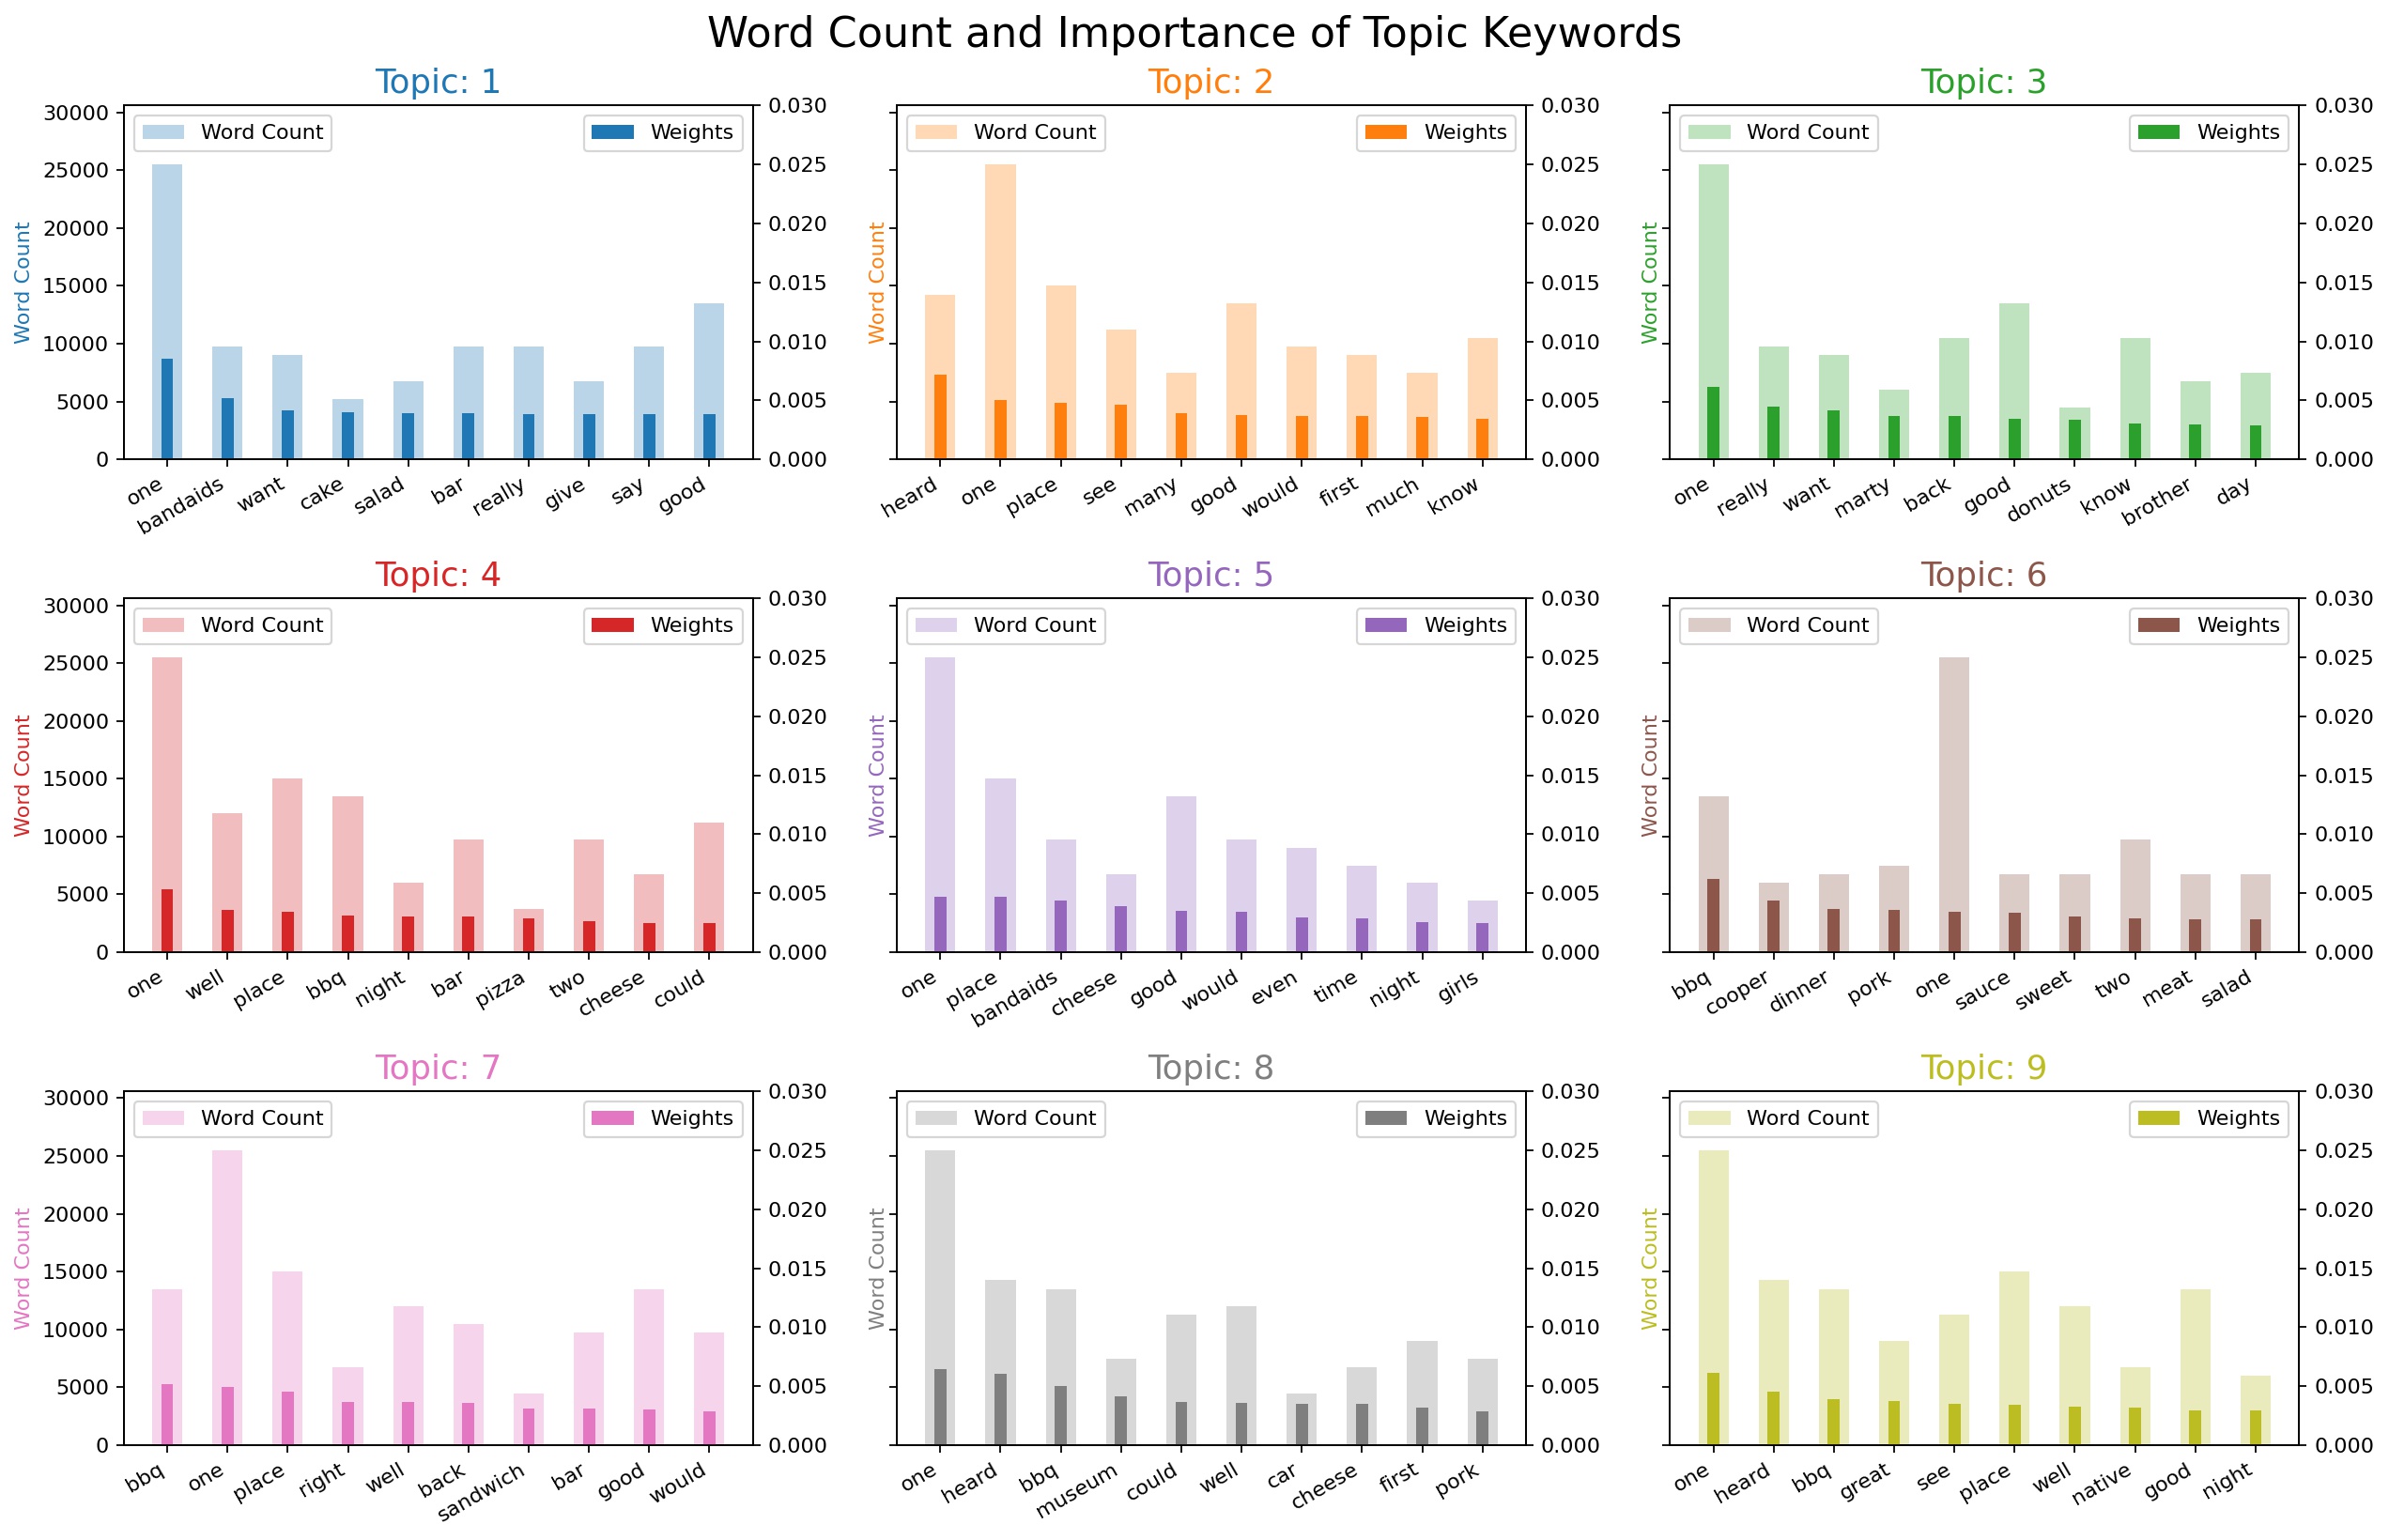 Word Count and Importance of Topic Keywords
Topic: 1
Word Count
Weights
Word Count
30000
25000
20000
15000
10000
5000
0
0.030
0.025
0.020
0.015
0.010
0.005
0.000
one
bandaids
want
cake
salad
bar
really
give
say
good
Topic: 2
Word Count
Weights
Word Count
0.030
0.025
0.020
0.015
0.010
0.005
0.000
heard
one
place
see
many
good
would
first
much
know
Topic: 3
Word Count
Weights
Word Count
0.030
0.025
0.020
0.015
0.010
0.005
0.000
one
really
want
marty
back
good
donuts
know
brother
day
Topic: 4
Word Count
Weights
Word Count
30000
25000
20000
15000
10000
5000
0
0.030
0.025
0.020
0.015
0.010
0.005
0.000
one
well
place
bbq
night
bar
pizza
two
cheese
could
Topic: 5
Word Count
Weights
Word Count
0.030
0.025
0.020
0.015
0.010
0.005
0.000
one
place
bandaids
cheese
good
would
even
time
night
girls
Topic: 6
Word Count
Weights
Word Count
0.030
0.025
0.020
0.015
0.010
0.005
0.000
bbq
cooper
dinner
pork
one
sauce
sweet
two
meat
salad
Topic: 7
Word Count
Weights
Word Count
30000
25000
20000
15000
10000
5000
0
0.030
0.025
0.020
0.015
0.010
0.005
0.000
bbq
one
place
right
well
back
sandwich
bar
good
would
Topic: 8
Word Count
Weights
Word Count
0.030
0.025
0.020
0.015
0.010
0.005
0.000
one
heard
bbq
museum
could
well
car
cheese
first
pork
Topic: 9
Word Count
Weights
Word Count
0.030
0.025
0.020
0.015
0.010
0.005
0.000
one
heard
bbq
great
see
place
well
native
good
night